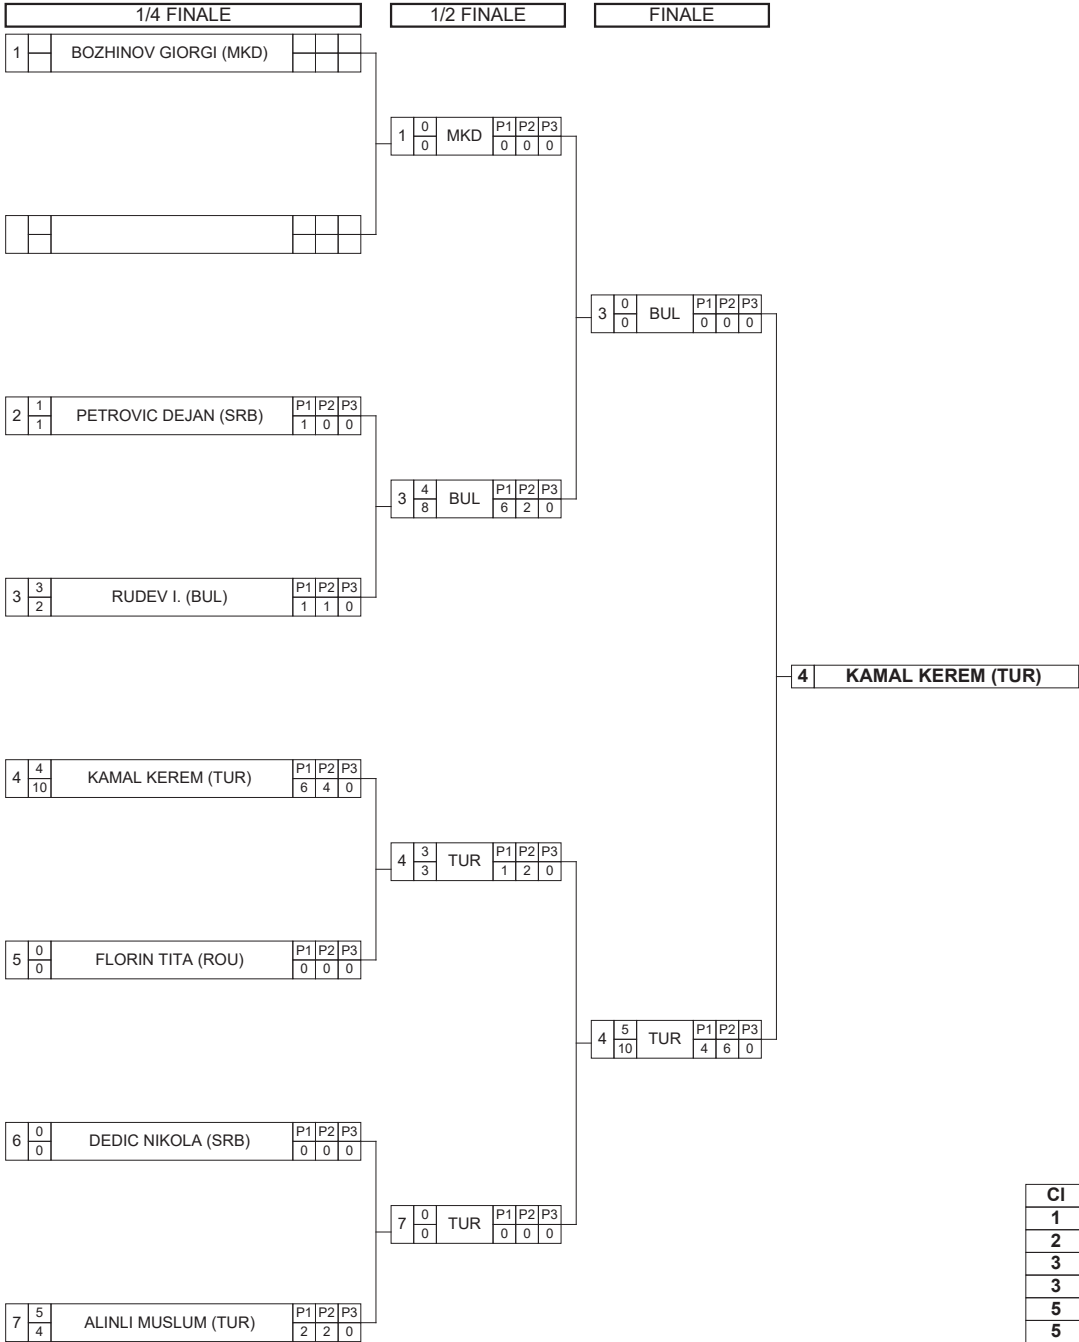 1/4 FINALE 1/2 FINALE FINALE
1 BOZHINOV GIORGI (MKD)
1 0 0 MKD P1 P2 P3 0 0 0
3 0 0 BUL P1 P2 P3 0 0 0
2 1 1 PETROVIC DEJAN (SRB) P1 P2 P3 1 0 0
3 4 8 BUL P1 P2 P3 6 2 0
3 3 2 RUDEV I. (BUL) P1 P2 P3 1 1 0
4 KAMAL KEREM (TUR)
4 4 10 KAMAL KEREM (TUR) P1 P2 P3 6 4 0
4 3 3 TUR P1 P2 P3 1 2 0
5 0 0 FLORIN TITA (ROU) P1 P2 P3 0 0 0
4 5 10 TUR P1 P2 P3 4 6 0
6 0 0 DEDIC NIKOLA (SRB) P1 P2 P3 0 0 0
7 0 0 TUR P1 P2 P3 0 0 0
7 5 4 ALINLI MUSLUM (TUR) P1 P2 P3 2 2 0
Cl
1
2
3
3
5
5